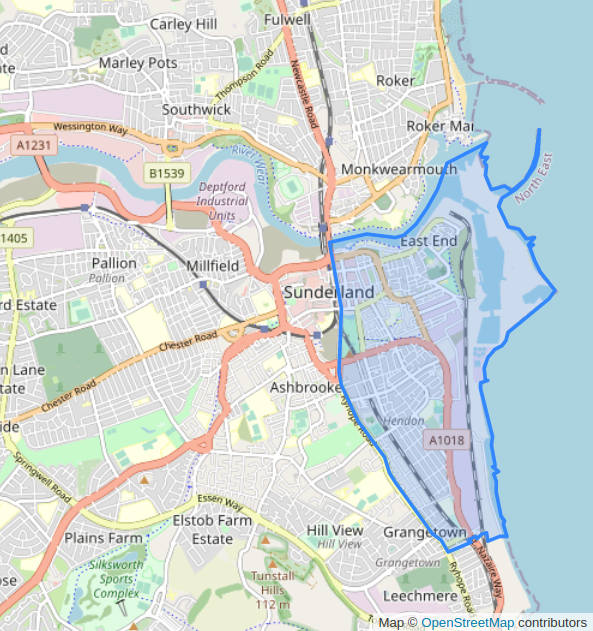 Fulwell
Carley Hill
Marley Pots
Thompson Road
Newcastle Road
Roker
Southwick
Wessington Way
Roker Mar
A1231
River Wear
B1539
Monkwearmouth
North East
Deptford
Industrial
Units
1405
East End
Pallion
Pallion
Millfield
rd Estate
Sunderland
Chester Road
n Lane
state
Chester Road
Ashbrooke
Ryhope Road
Hendon
ide
A1018
Springwell Road
Essen Way
Elstob Farm
Estate
Plains Farm
Hill View
Hill View
Grangetown
Grangetown
Silksworth
Sports
Complex
Tunstall
Hills
112 m
Nazaire Way
Ryhope Road
Leechmere
ose
Map © OpenStreetMap contributors